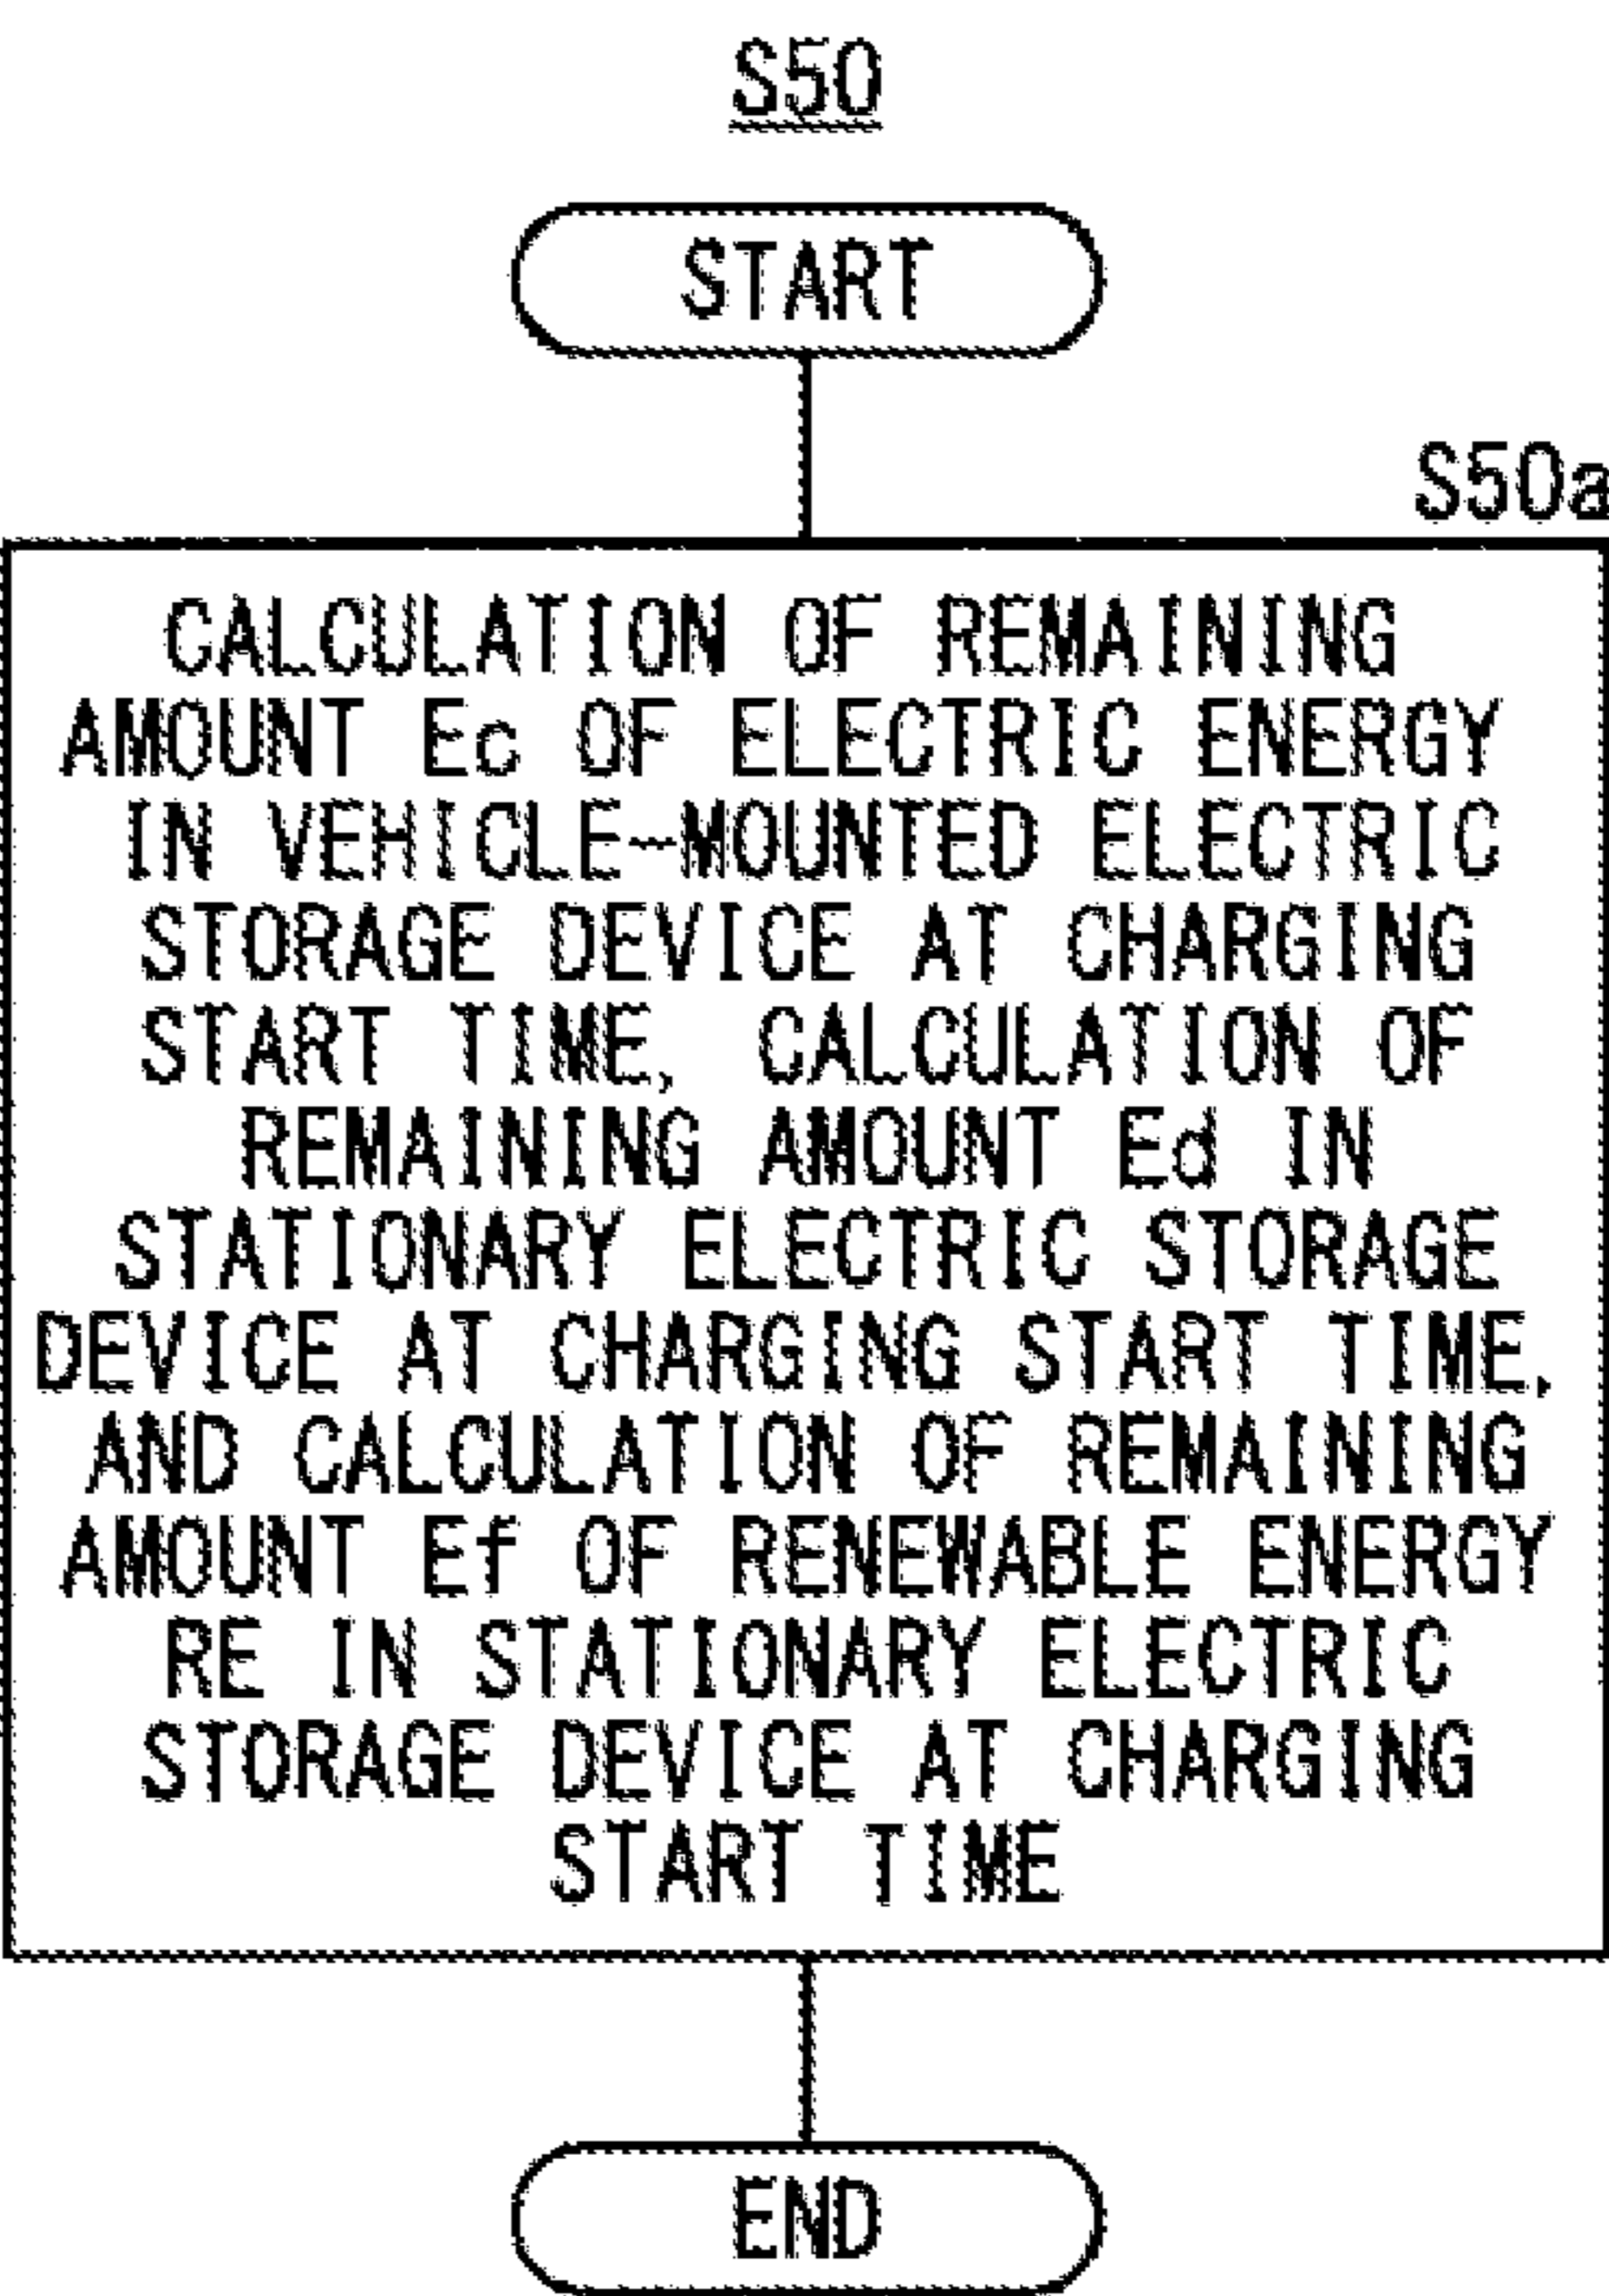 S50
START
S50a
CALCULATION OF REMAINING
AMOUNT Ec OF ELECTRIC ENERGY
IN VEHICLE-MOUNTED ELECTRIC
STORAGE DEVICE AT CHARGING
START TIME, CALCULATION OF
REMAINING AMOUNT Ed IN
STATIONARY ELECTRIC STORAGE
DEVICE AT CHARGING START TIME,
AND CALCULATION OF REMAINING
AMOUNT Ef OF RENEWABLE ENERGY
RE IN STATIONARY ELECTRIC
STORAGE DEVICE AT CHARGING
START TIME
END